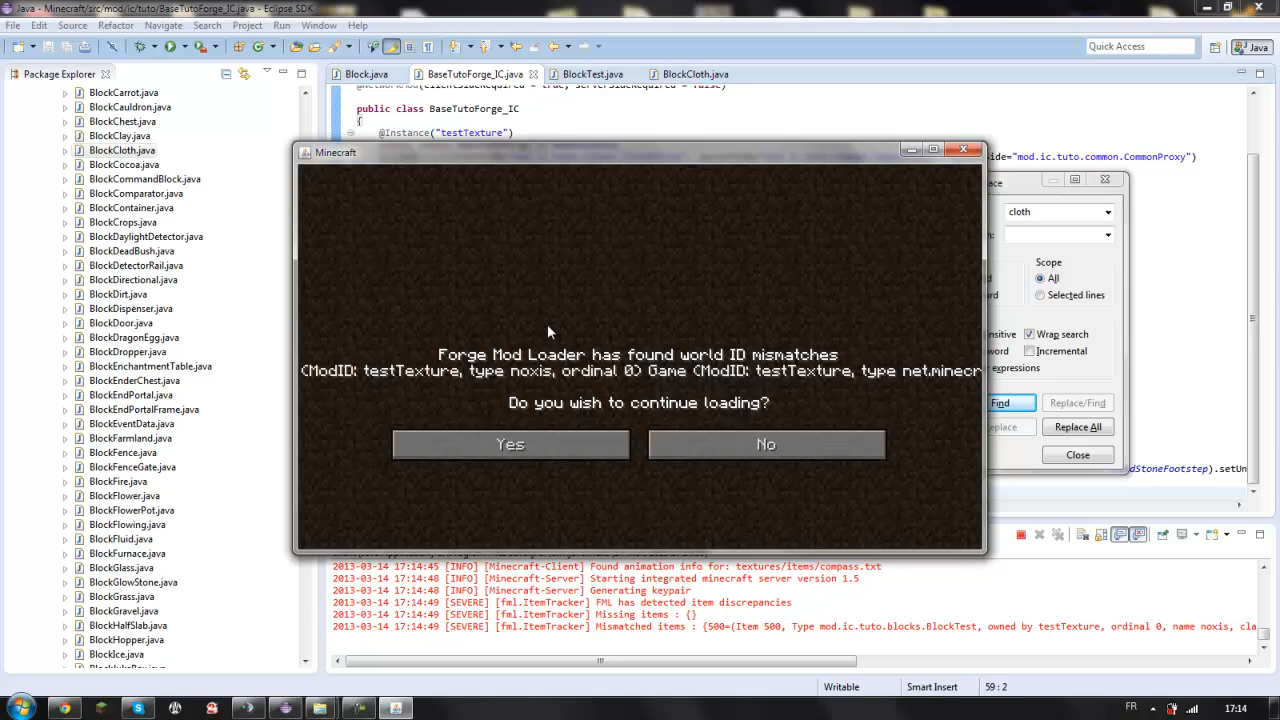 Java - Minecraft/src/mod/ic/tuto/BaseTutoForge_IC.java - Eclipse SDK
File Edit Source Refactor Navigate Search Project Run Window Help
Quick Access
Java
Package Explorer
Block.java
BaseTutoForge_IC.java
BlockTest.java
BlockCloth.java
BlockCarrot.java
BlockCauldron.java
BlockChest.java
BlockClay.java
BlockCloth.java
BlockCocoa.java
BlockCommandBlock.java
BlockComparator.java
BlockContainer.java
BlockCrops.java
BlockDaylightDetector.java
BlockDeadBush.java
BlockDetectorRail.java
BlockDirectional.java
BlockDirt.java
BlockDispenser.java
BlockDoor.java
BlockDragonEgg.java
BlockDropper.java
BlockEnchantmentTable.java
BlockEnderChest.java
BlockEndPortal.java
BlockEndPortalFrame.java
BlockEventData.java
BlockFarmland.java
BlockFence.java
BlockFenceGate.java
BlockFire.java
BlockFlower.java
BlockFlowerPot.java
BlockFlowing.java
BlockFluid.java
BlockFurnace.java
BlockGlass.java
BlockGlowStone.java
BlockGrass.java
BlockGravel.java
BlockHalfSlab.java
BlockHopper.java
BlockIce.java
public class BaseTutoForge_IC
{
@Instance("testTexture")
Side="mod.ic.tuto.common.CommonProxy")
Minecraft
Forge Mod Loader has found world ID mismatches
(ModID: testTexture, type noxis, ordinal 0) Game (ModID: testTexture, type net.minecr
Do you wish to continue loading?
Yes
No
ace
cloth
Scope
All
Selected lines
Wrap search
Incremental
expressions
Find
Replace/Find
Replace All
Close
dStoneFootstep).setUn
2013-03-14 17:14:45 [INFO] [Minecraft-Client] Found animation info for: textures/items/compass.txt
2013-03-14 17:14:48 [INFO] [Minecraft-Server] Starting integrated minecraft server version 1.5
2013-03-14 17:14:48 [INFO] [Minecraft-Server] Generating keypair
2013-03-14 17:14:49 [SEVERE] [fml.ItemTracker] FML has detected item discrepancies
2013-03-14 17:14:49 [SEVERE] [fml.ItemTracker] Missing items : {}
2013-03-14 17:14:49 [SEVERE] [fml.ItemTracker] Mismatched items : {500=(Item 500, Type mod.ic.tuto.blocks.BlockTest, owned by testTexture, ordinal 0, name noxis, cla
Writable
Smart Insert
59 : 2
FR
17:14